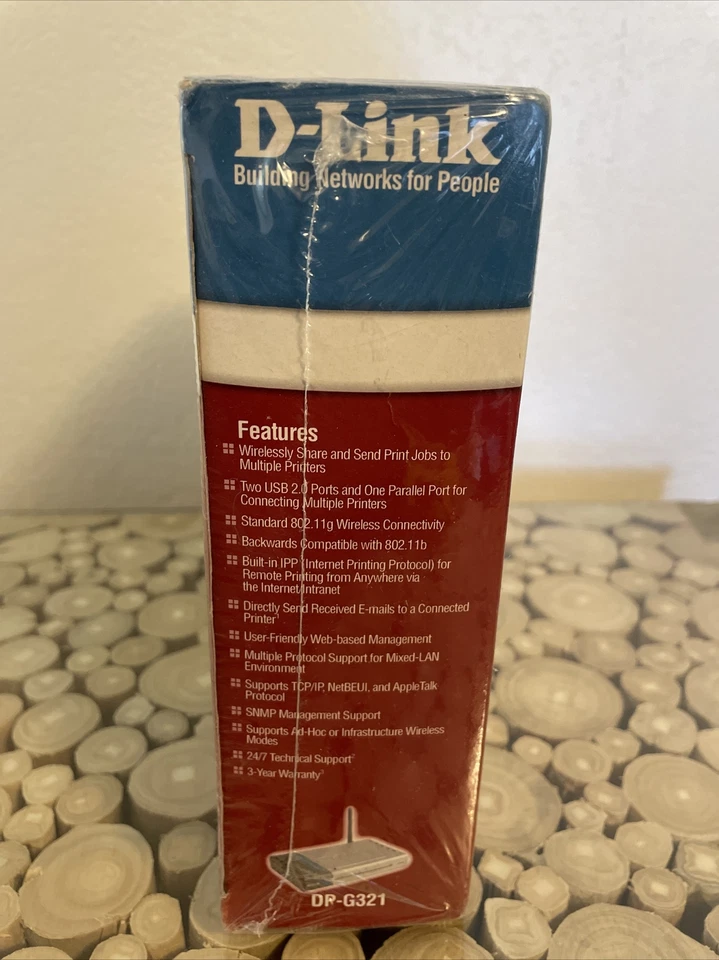 D-Link
Building Networks for People
Features
Wirelessly Share and Send Print Jobs to
Multiple Printers
Two USB 2.0 Ports and One Parallel Port for
Connecting Multiple Printers
Standard 802.11g Wireless Connectivity
Backwards Compatible with 802.11b
Built-in IPP (Internet Printing Protocol) for
Remote Printing from Anywhere via
the Internet/Intranet
Directly Send Received E-mails to a Connected
Printer¹
User-Friendly Web-based Management
Multiple Protocol Support for Mixed-LAN
Environment
Supports TCP/IP, NetBEUI, and AppleTalk
Protocol
SNMP Management Support
Supports Ad-Hoc or Infrastructure Wireless
Modes
24/7 Technical Support²
3-Year Warranty³
DP-G321